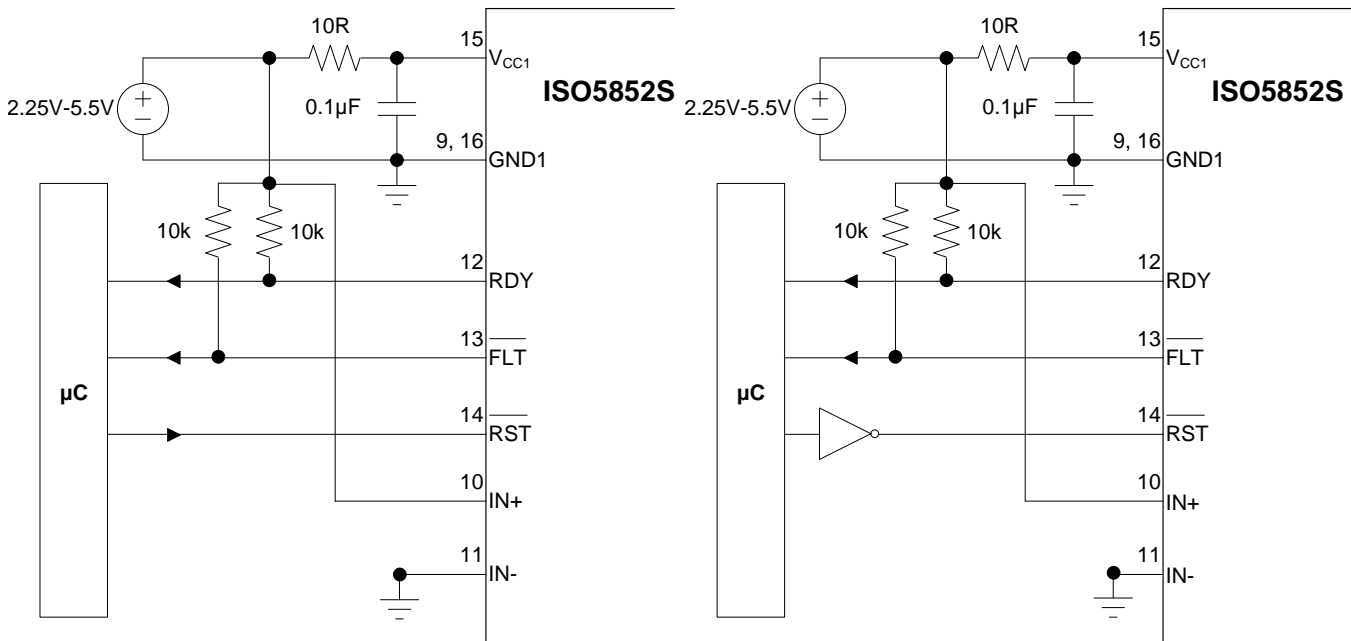 10R
15
V_CC1
ISO5852S
2.25V-5.5V
0.1µF
9, 16
GND1
10k
10k
12
RDY
13
FLT
µC
14
RST
10
IN+
11
IN-
10R
15
V_CC1
ISO5852S
2.25V-5.5V
0.1µF
9, 16
GND1
10k
10k
12
RDY
13
FLT
µC
14
RST
10
IN+
11
IN-